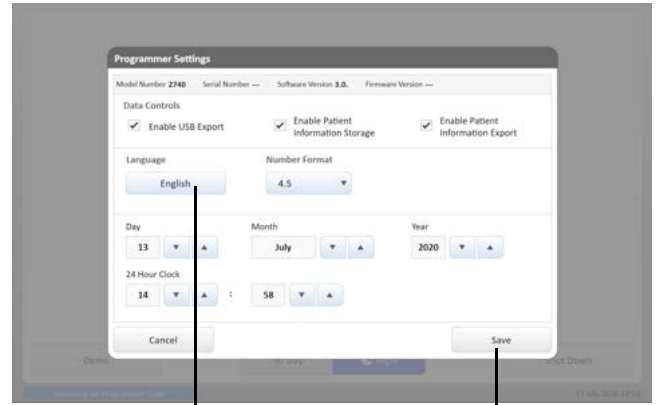 Programmer Settings
Model Number 2740 Serial Number — Software Version 3.0. Firmware Version —
Data Controls
Enable USB Export
Enable Patient
Information Storage
Enable Patient
Information Export
Language
Number Format
English
4.5
Day
Month
Year
13
July
2020
24 Hour Clock
14 : 58
Cancel
Save
Shut Down